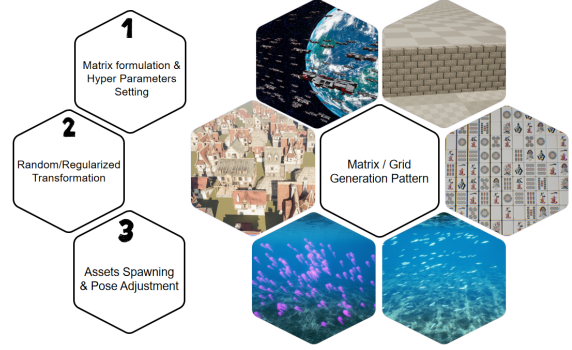 1
Matrix formulation &
Hyper Parameters
Setting
2
Random/Regularized
Transformation
3
Assets Spawning
& Pose Adjustment
Matrix / Grid
Generation Pattern